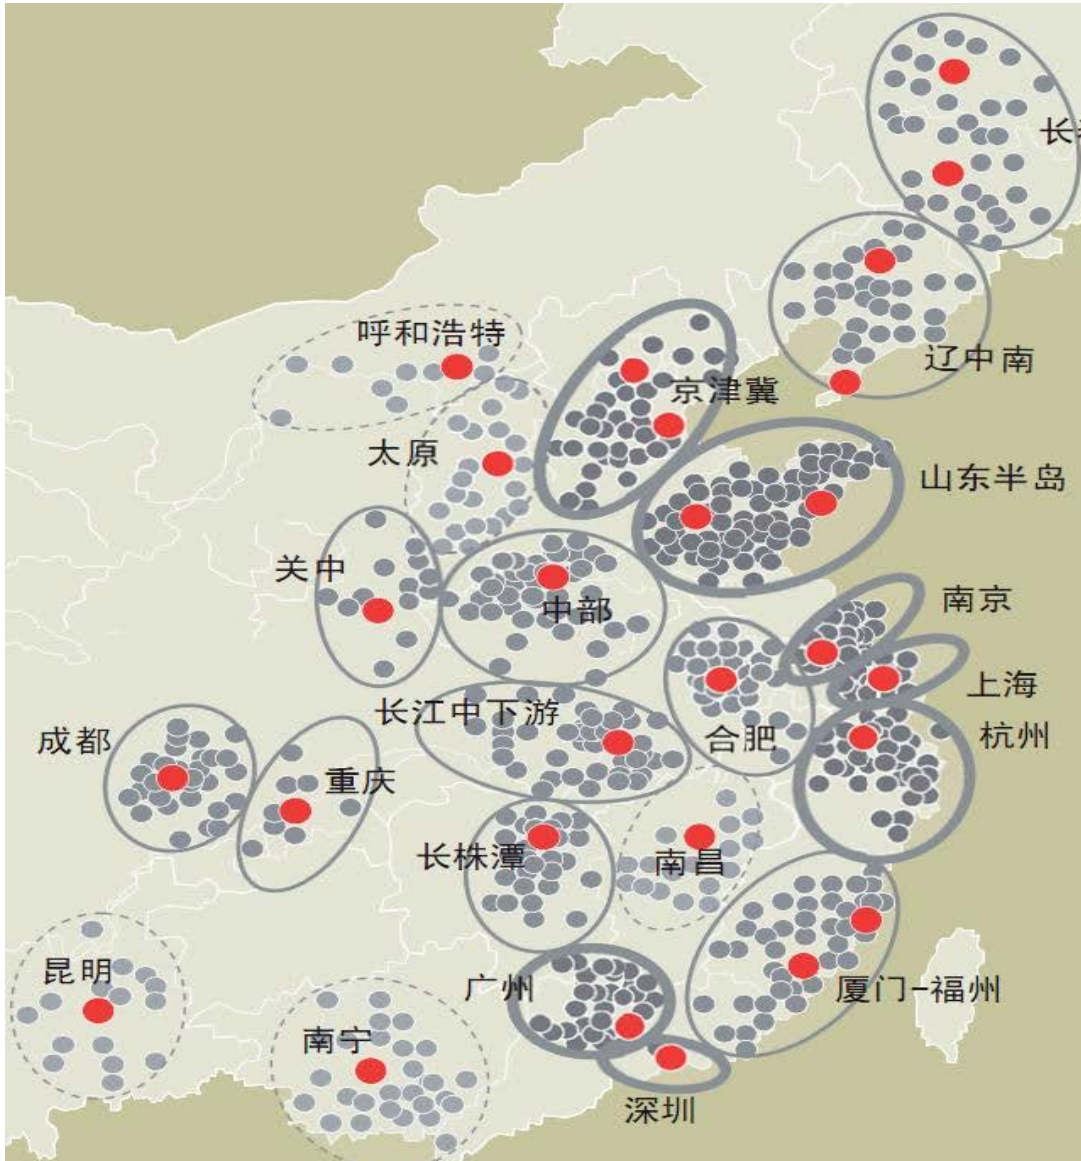 长春
辽中南
呼和浩特
京津冀
太原
山东半岛
关中
中部
南京
上海
长江中下游
合肥
杭州
成都
重庆
长株潭
南昌
昆明
广州
厦门-福州
南宁
深圳